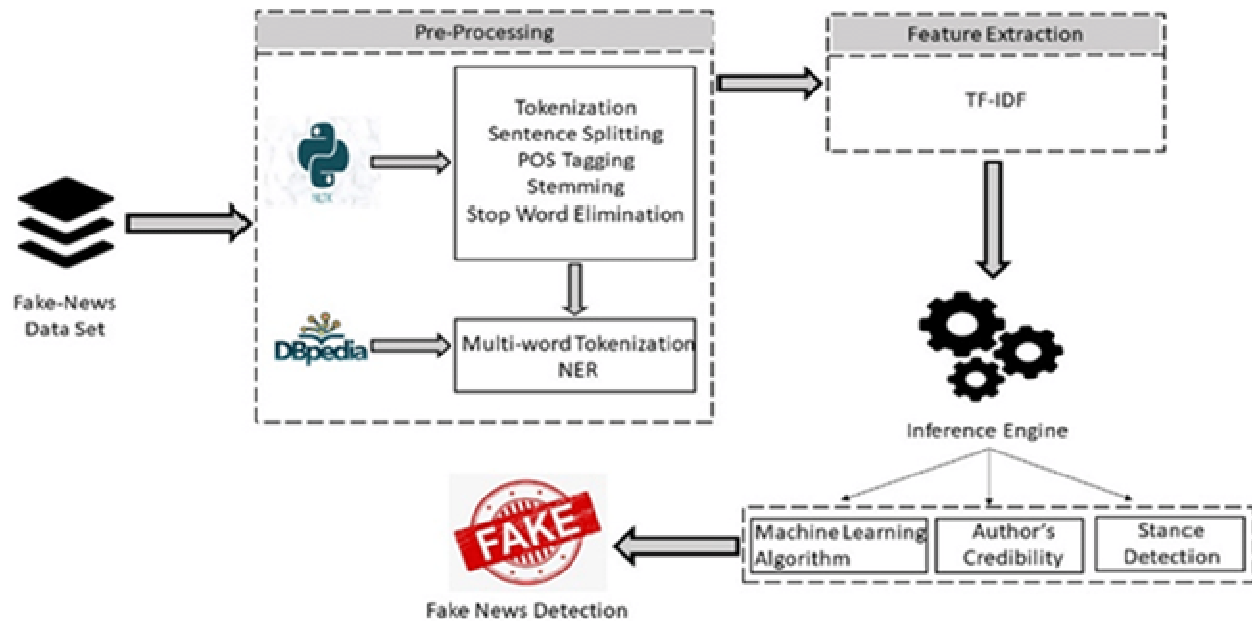 Pre-Processing
Tokenization
Sentence Splitting
POS Tagging
Stemming
Stop Word Elimination
Multi-word Tokenization
NER
DBpedia
Fake-News
Data Set
Feature Extraction
TF-IDF
Inference Engine
Machine Learning
Algorithm
Author's
Credibility
Stance
Detection
FAKE
Fake News Detection